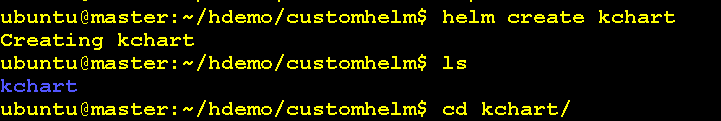 ubuntu@master:~/hdemo/customhelm$ helm create kchart
Creating kchart
ubuntu@master:~/hdemo/customhelm$ ls
kchart
ubuntu@master:~/hdemo/customhelm$ cd kchart/